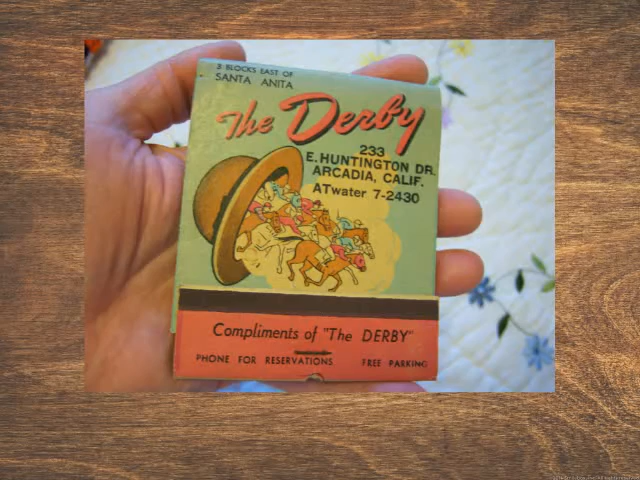 3 BLOCKS EAST OF
SANTA ANITA
The Derby
233
E. HUNTINGTON DR.
ARCADIA, CALIF.
ATwater 7-2430
Compliments of "The DERBY"
PHONE FOR RESERVATIONS FREE PARKING